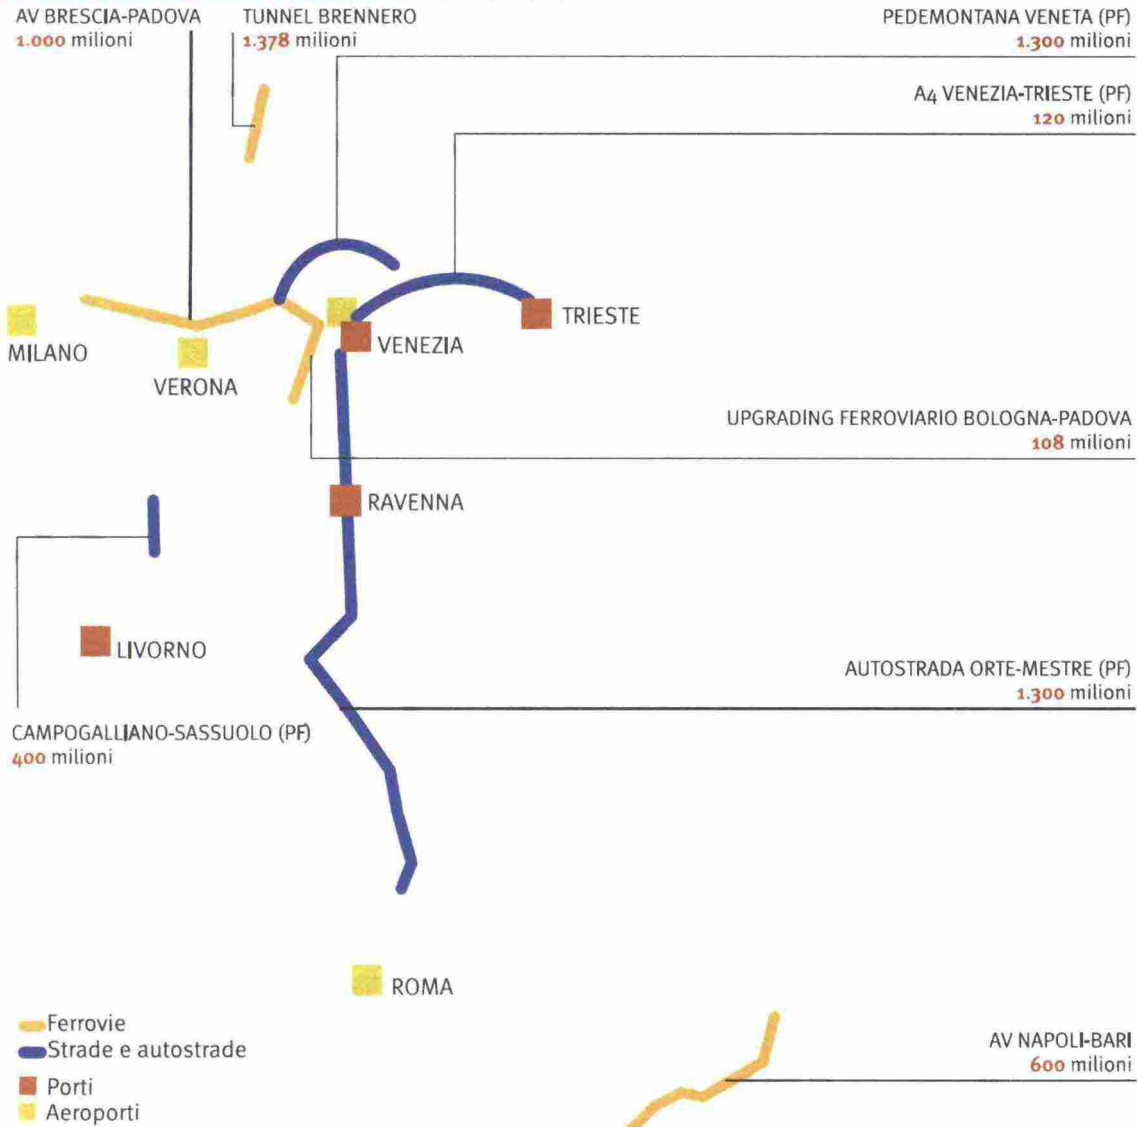 AV BRESCIA-PADOVA
1.000 milioni
TUNNEL BRENNERO
1.378 milioni
PEDEMONTANA VENETA (PF)
1.300 milioni
A4 VENEZIA-TRIESTE (PF)
120 milioni
TRIESTE
MILANO
VENEZIA
VERONA
UPGRADING FERROVIARIO BOLOGNA-PADOVA
108 milioni
RAVENNA
LIVORNO
AUTOSTRADA ORTE-MESTRE (PF)
1.300 milioni
CAMPOGALLIANO-SASSUOLO (PF)
400 milioni
ROMA
Ferrovie
Strade e autostrade
Porti
Aeroporti
AV NAPOLI-BARI
600 milioni